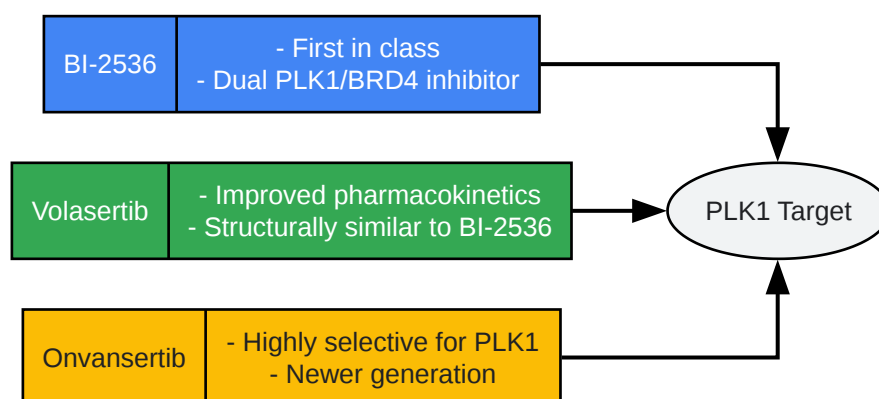 BI-2536
- First in class
- Dual PLK1/BRD4 inhibitor
Volasertib
- Improved pharmacokinetics
- Structurally similar to BI-2536
PLK1 Target
Onvansertib
- Highly selective for PLK1
- Newer generation